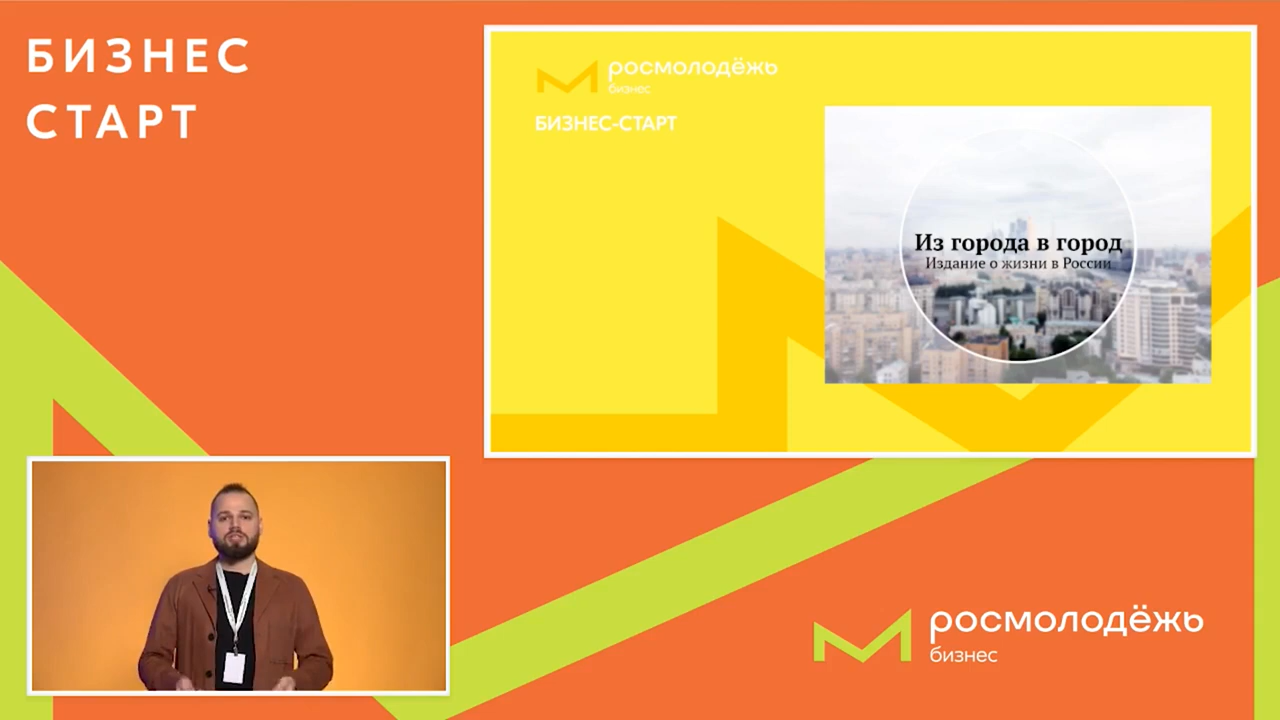 БИЗНЕС
СТАРТ
росмолодёжь
бизнес
БИЗНЕС-СТАРТ
Из города в город
Издание о жизни в России
росмолодёжь
бизнес